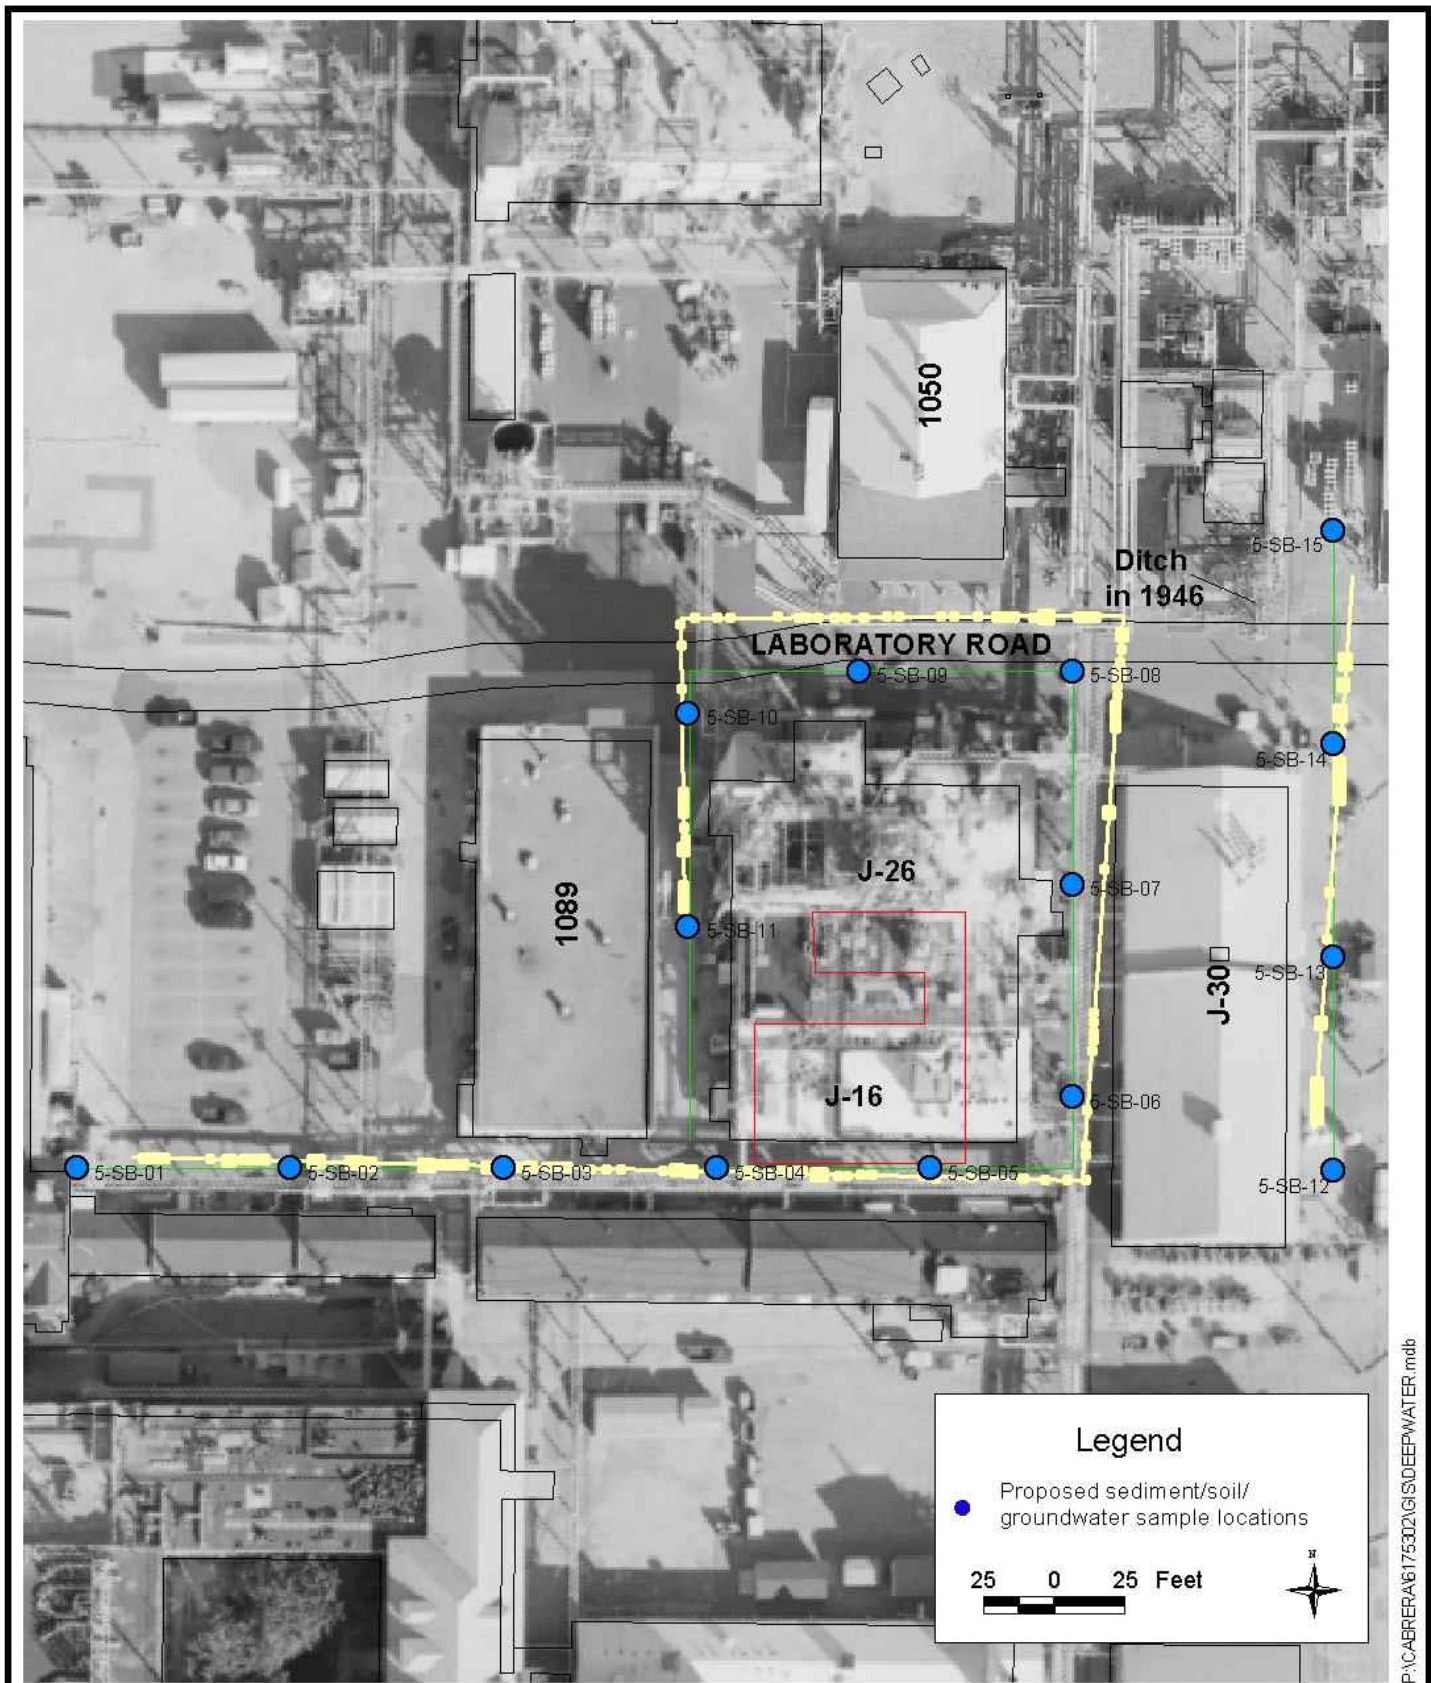 1050
5-SB-15
Ditch
in 1946
LABORATORY ROAD
5-SB-09
5-SB-08
5-SB-10
5-SB-14
J-26
5-SB-07
1089
5-SB-11
J-30
5-SB-13
J-16
5-SB-06
5-SB-01
5-SB-02
5-SB-03
5-SB-04
5-SB-05
5-SB-12
Legend
Proposed sediment/soil/
groundwater sample locations
N
25 0 25 Feet
P:\CABRERA\6175302\GIS\DEEPWATER.mdb